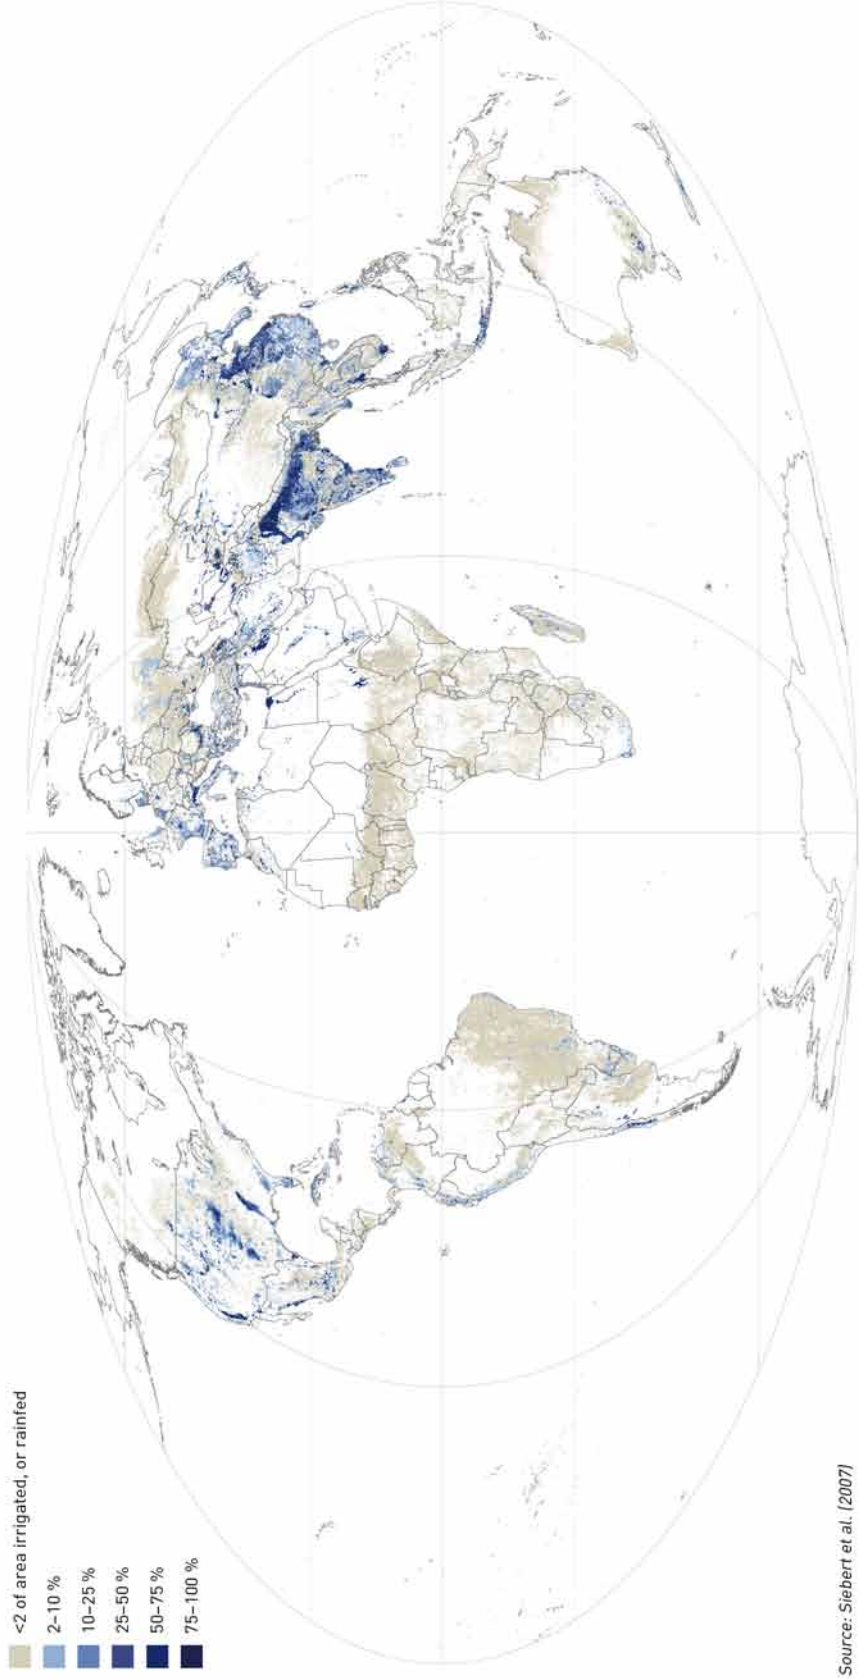 <2 of area irrigated, or rainfed
2–10 %
10–25 %
25–50 %
50–75 %
75–100 %
Source: Siebert et al. (2007)